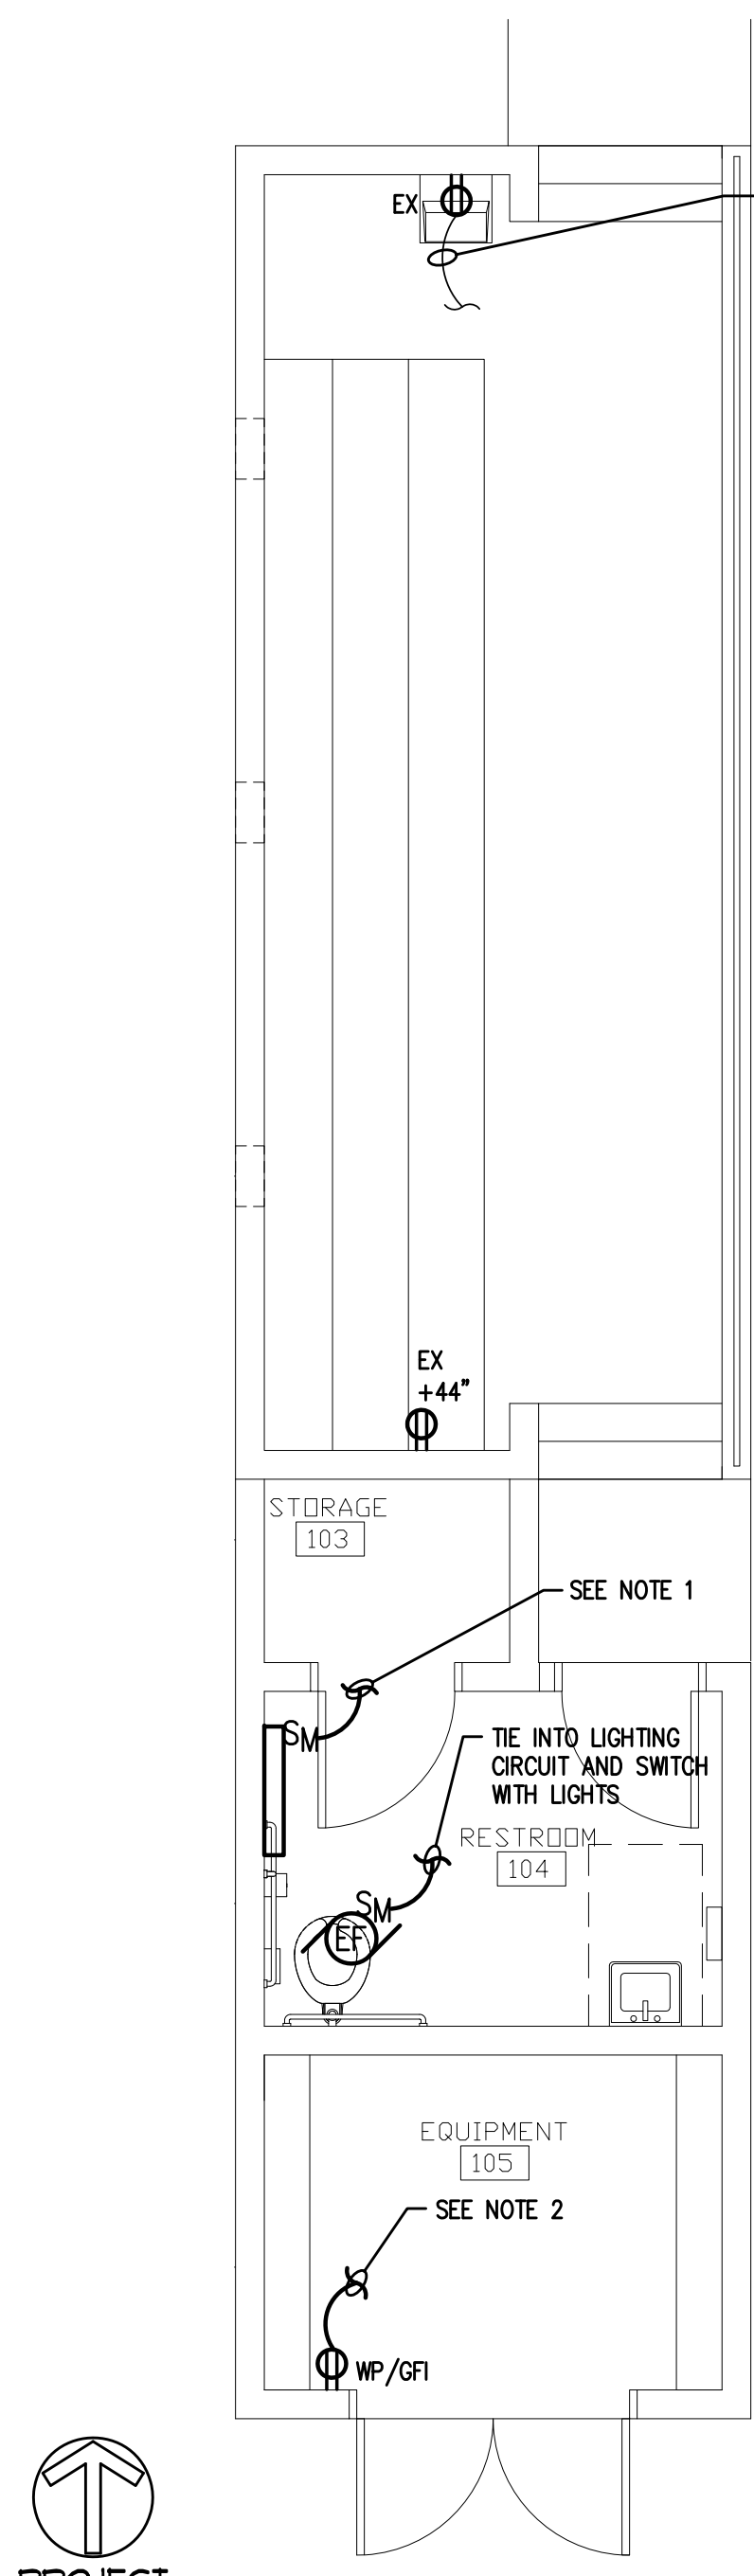 EX
EX
+44"
STORAGE
103
SEE NOTE 1
SM
TIE INTO LIGHTING
CIRCUIT AND SWITCH
WITH LIGHTS
RESTROOM
104
SM
EF
EQUIPMENT
105
SEE NOTE 2
WP/GFI
PROJECT